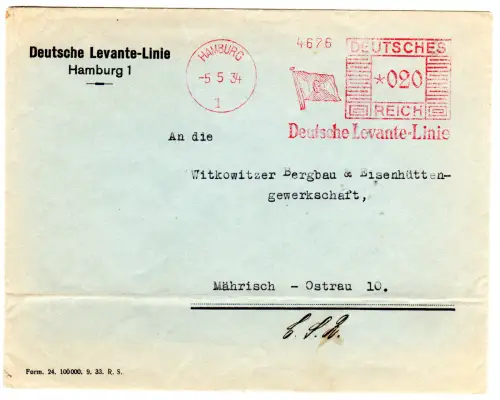 Deutsche Levante-Linie
Hamburg 1
HAMBURG
-5 5 34
1
4676
DEUTSCHES
*020
REICH
Deutsche Levante-Linie
An die
Witkowitzer Bergbau & Eisenhütten-
gewerkschaft,
Mährisch - Ostrau 10.
Č. S. R.
Form. 24. 100000. 9. 33. R. S.